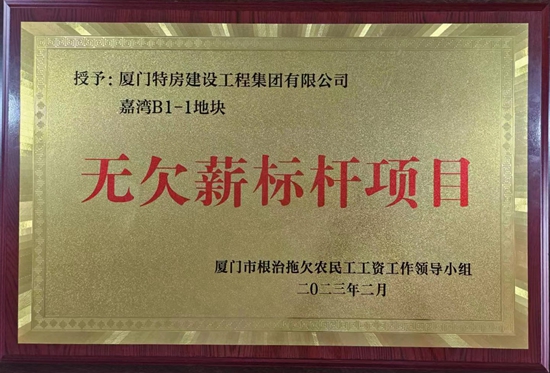 授予：厦门特房建设工程集团有限公司
嘉湾B1-1地块
无欠薪标杆项目
厦门市根治拖欠农民工工资工作领导小组
二〇二三年二月